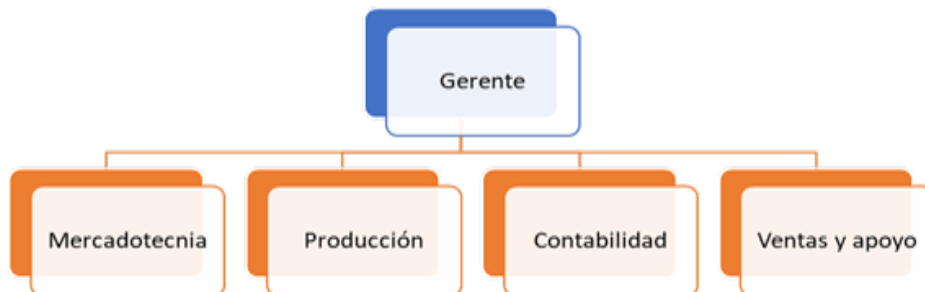 Gerente
Mercadotecnia
Producción
Contabilidad
Ventas y apoyo